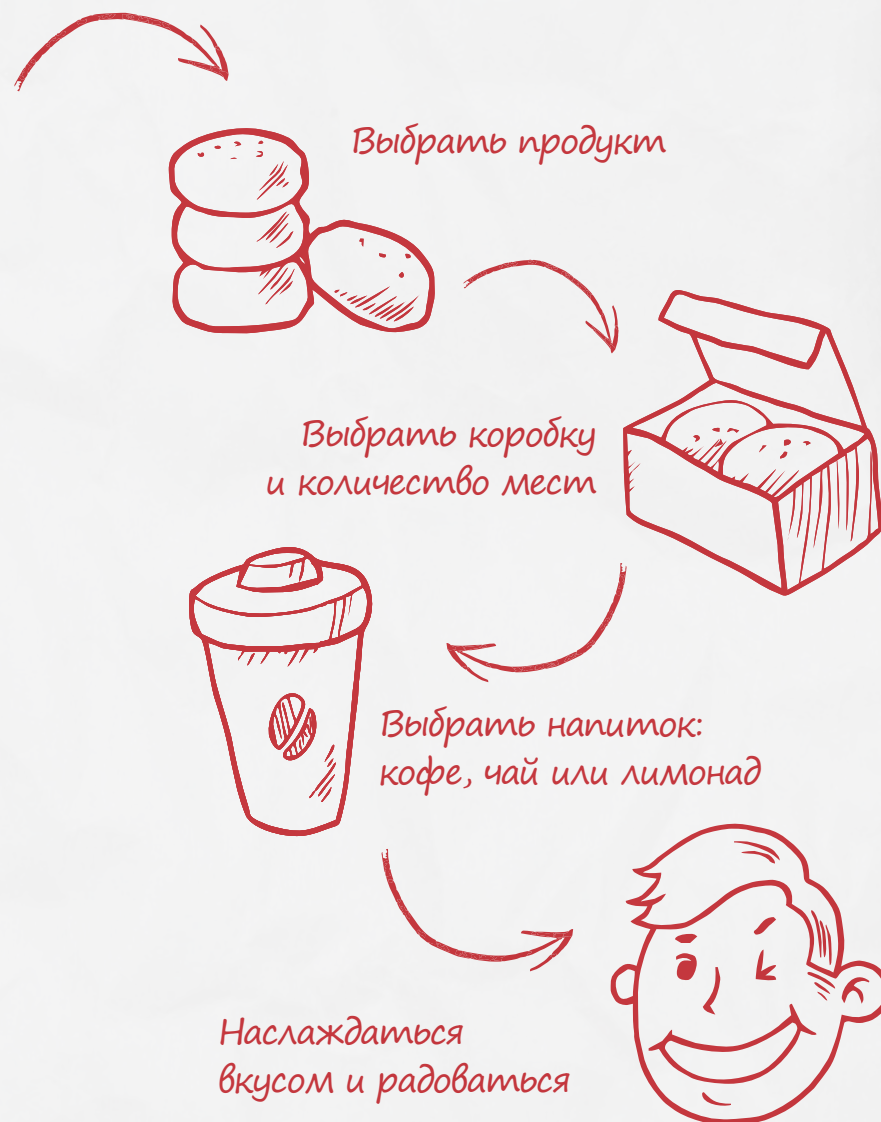 Выбрать продукт
Выбрать коробку
и количество мест
Выбрать напиток:
кофе, чай или лимонад
Наслаждаться
вкусом и радоваться